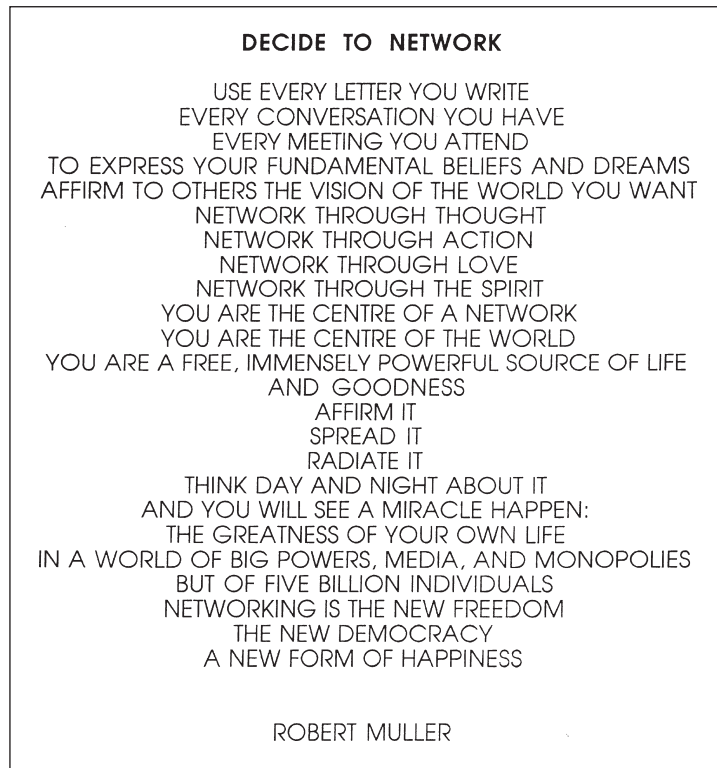 DECIDE TO NETWORK
USE EVERY LETTER YOU WRITE
EVERY CONVERSATION YOU HAVE
EVERY MEETING YOU ATTEND
TO EXPRESS YOUR FUNDAMENTAL BELIEFS AND DREAMS
AFFIRM TO OTHERS THE VISION OF THE WORLD YOU WANT
NETWORK THROUGH THOUGHT
NETWORK THROUGH ACTION
NETWORK THROUGH LOVE
NETWORK THROUGH THE SPIRIT
YOU ARE THE CENTRE OF A NETWORK
YOU ARE THE CENTRE OF THE WORLD
YOU ARE A FREE, IMMENSELY POWERFUL SOURCE OF LIFE
AND GOODNESS
AFFIRM IT
SPREAD IT
RADIATE IT
THINK DAY AND NIGHT ABOUT IT
AND YOU WILL SEE A MIRACLE HAPPEN:
THE GREATNESS OF YOUR OWN LIFE
IN A WORLD OF BIG POWERS, MEDIA, AND MONOPOLIES
BUT OF FIVE BILLION INDIVIDUALS
NETWORKING IS THE NEW FREEDOM
THE NEW DEMOCRACY
A NEW FORM OF HAPPINESS
ROBERT MULLER